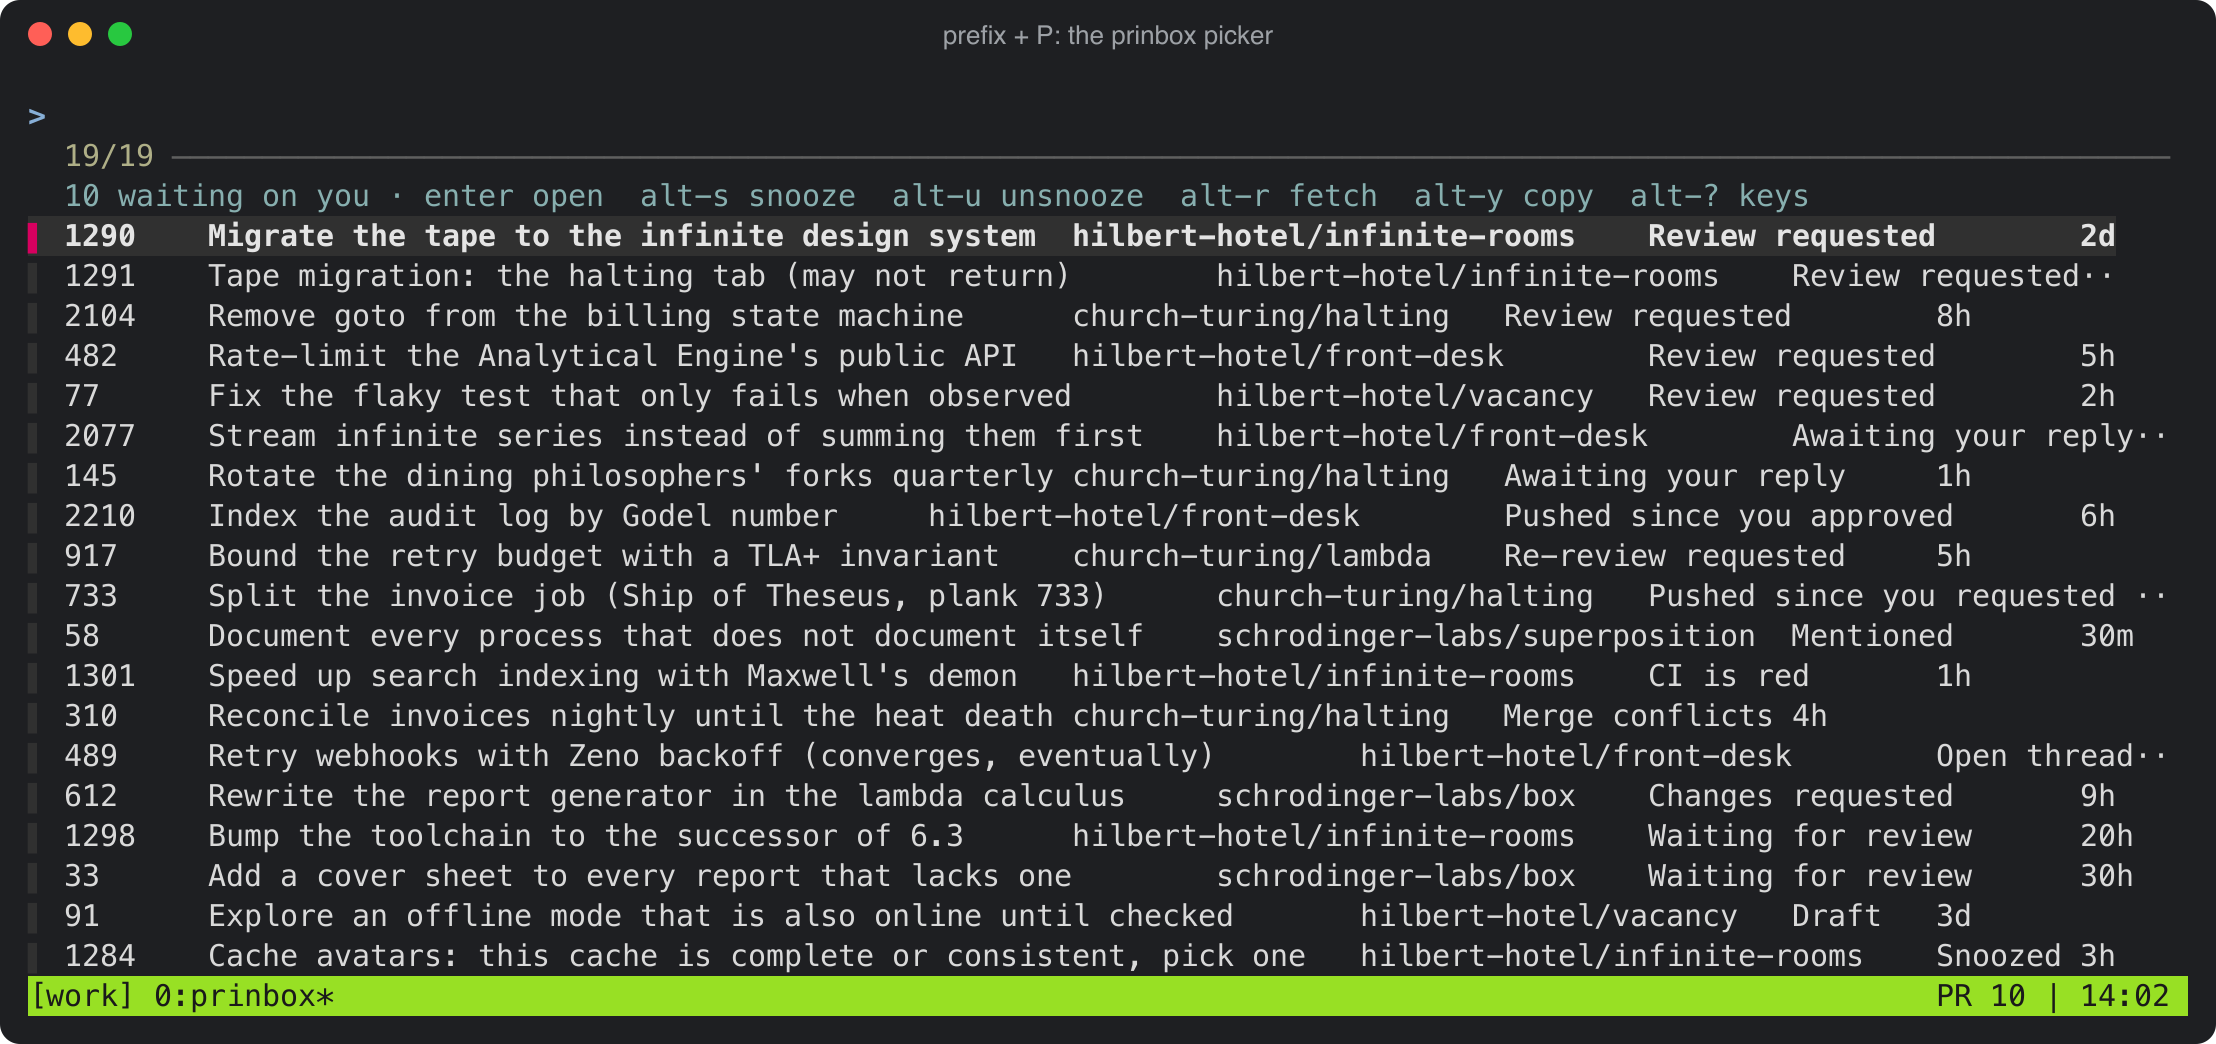 prefix + P: the prinbox picker
>
19/19
10 waiting on you · enter open  alt-s snooze  alt-u unsnooze  alt-r fetch  alt-y copy  alt-? keys
1290    Migrate the tape to the infinite design system  hilbert-hotel/infinite-rooms    Review requested        2d
1291    Tape migration: the halting tab (may not return)        hilbert-hotel/infinite-rooms    Review requested··
2104    Remove goto from the billing state machine      church-turing/halting   Review requested        8h
482     Rate-limit the Analytical Engine's public API   hilbert-hotel/front-desk        Review requested        5h
77      Fix the flaky test that only fails when observed        hilbert-hotel/vacancy   Review requested        2h
2077    Stream infinite series instead of summing them first    hilbert-hotel/front-desk        Awaiting your reply··
145     Rotate the dining philosophers' forks quarterly church-turing/halting   Awaiting your reply     1h
2210    Index the audit log by Godel number     hilbert-hotel/front-desk        Pushed since you approved       6h
917     Bound the retry budget with a TLA+ invariant    church-turing/lambda    Re-review requested     5h
733     Split the invoice job (Ship of Theseus, plank 733)      church-turing/halting   Pushed since you requested ··
58      Document every process that does not document itself    schrodinger-labs/superposition  Mentioned       30m
1301    Speed up search indexing with Maxwell's demon   hilbert-hotel/infinite-rooms    CI is red       1h
310     Reconcile invoices nightly until the heat death church-turing/halting   Merge conflicts 4h
489     Retry webhooks with Zeno backoff (converges, eventually)        hilbert-hotel/front-desk        Open thread··
612     Rewrite the report generator in the lambda calculus     schrodinger-labs/box    Changes requested       9h
1298    Bump the toolchain to the successor of 6.3      hilbert-hotel/infinite-rooms    Waiting for review      20h
33      Add a cover sheet to every report that lacks one        schrodinger-labs/box    Waiting for review      30h
91      Explore an offline mode that is also online until checked       hilbert-hotel/vacancy   Draft   3d
1284    Cache avatars: this cache is complete or consistent, pick one   hilbert-hotel/infinite-rooms    Snoozed 3h
[work] 0:prinbox*    PR 10 | 14:02